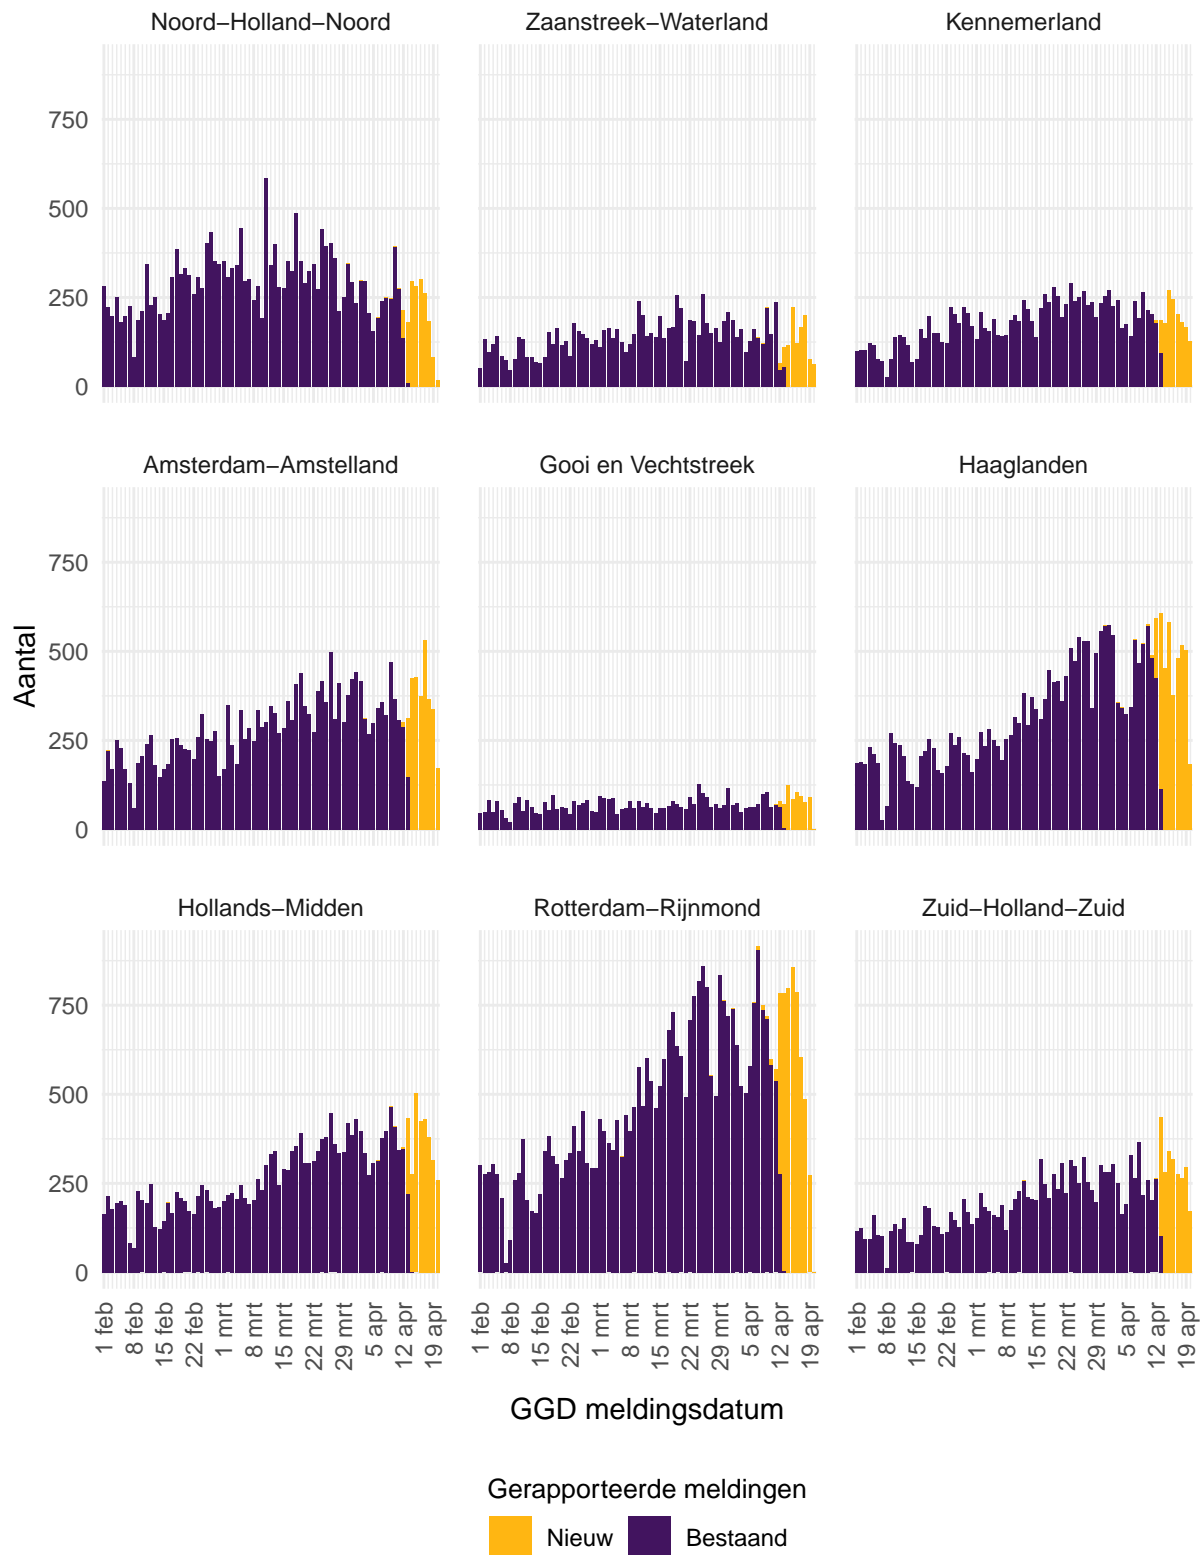 Noord−Holland−Noord Zaanstreek−Waterland Kennemerland
750
500
250
0
Amsterdam−Amstelland Gooi en Vechtstreek Haaglanden
750
500
250
0
Aantal
Hollands−Midden Rotterdam−Rijnmond Zuid−Holland−Zuid
750
500
250
0
1 feb 8 feb 15 feb 22 feb 1 mrt 8 mrt 15 mrt 22 mrt 29 mrt 5 apr 12 apr 19 apr 1 feb 8 feb 15 feb 22 feb 1 mrt 8 mrt 15 mrt 22 mrt 29 mrt 5 apr 12 apr 19 apr 1 feb 8 feb 15 feb 22 feb 1 mrt 8 mrt 15 mrt 22 mrt 29 mrt 5 apr 12 apr 19 apr
GGD meldingsdatum
Gerapporteerde meldingen
Nieuw Bestaand